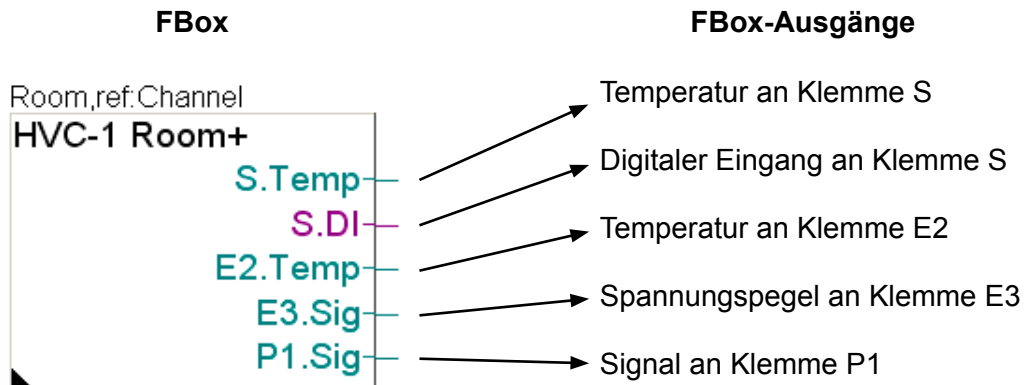 FBox
FBox-Ausgänge
Room,ref:Channel
HVC-1 Room+
S.Temp
S.DI
E2.Temp
E3.Sig
P1.Sig
Temperatur an Klemme S
Digitaler Eingang an Klemme S
Temperatur an Klemme E2
Spannungspegel an Klemme E3
Signal an Klemme P1